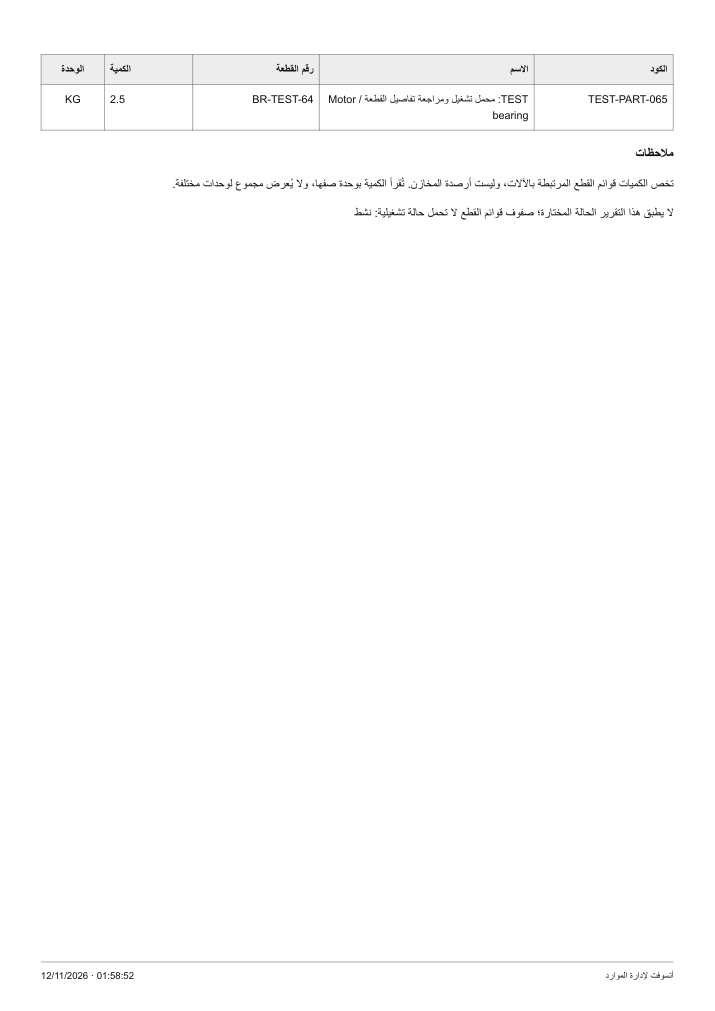 الكود الاسم رقم القطعة الكمية الوحدة
TEST-PART-065 TEST: محمل تشغيل ومراجعة تفاصيل القطعة / Motor BR-TEST-64 2.5 KG
bearing
ملاحظات
تخص الكميات قوائم القطع المرتبطة بالآلات، وليست أرصدة المخازن. تُقرأ الكمية بوحدة صفها، ولا يُعرض مجموع لوحدات مختلفة.
لا يطبق هذا التقرير الحالة المختارة؛ صفوف قوائم القطع لا تحمل حالة تشغيلية: نشط
أتسوفت لإدارة الموارد 12/11/2026 · 01:58:52